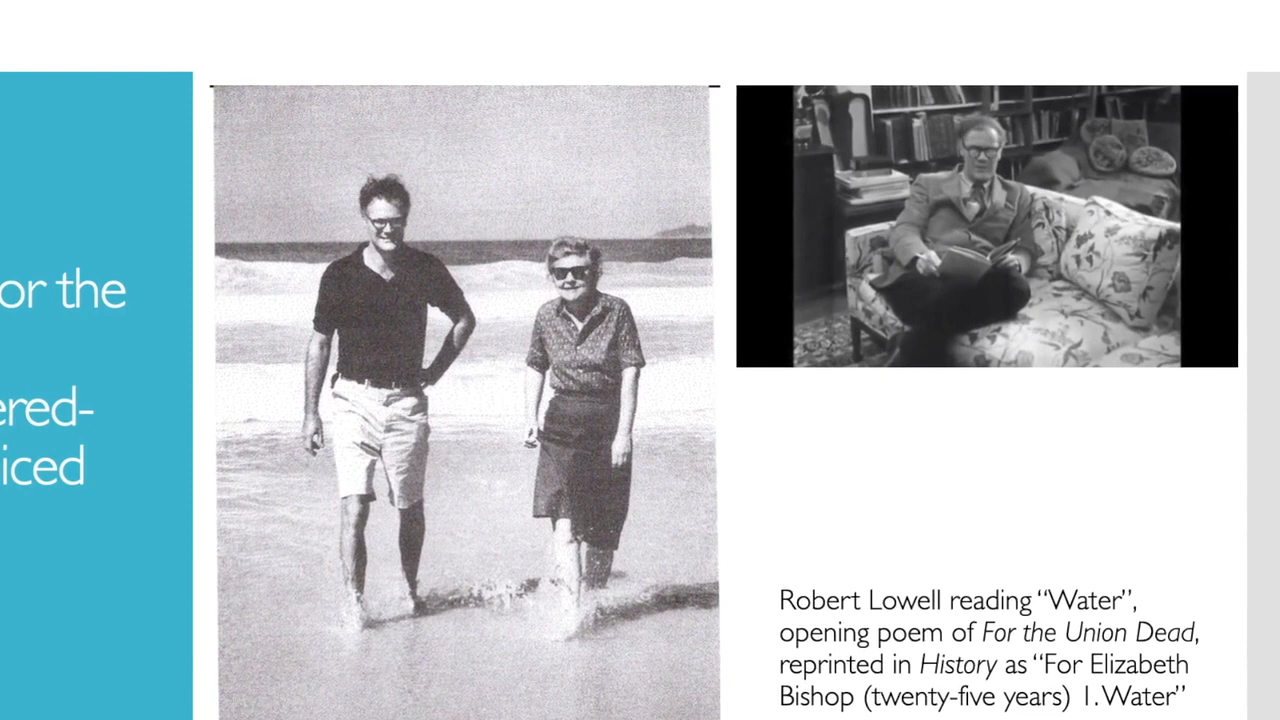 or the
ered-
iced
Robert Lowell reading “Water”,
opening poem of For the Union Dead,
reprinted in History as “For Elizabeth
Bishop (twenty-five years) 1. Water”